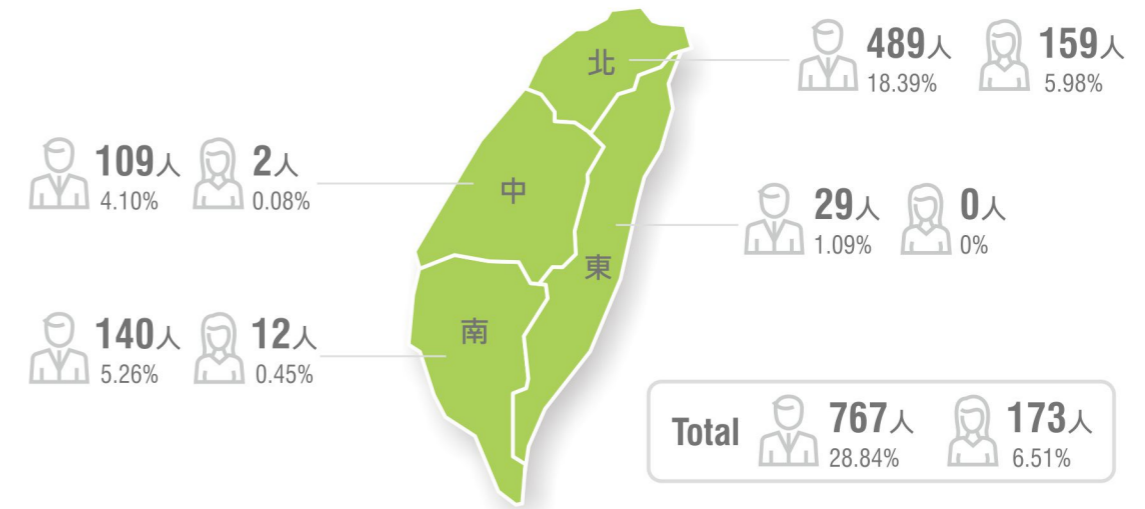 北
489人
18.39%
159人
5.98%
109人
4.10%
2人
0.08%
中
29人
1.09%
0人
0%
東
140人
5.26%
12人
0.45%
南
Total
767人
28.84%
173人
6.51%